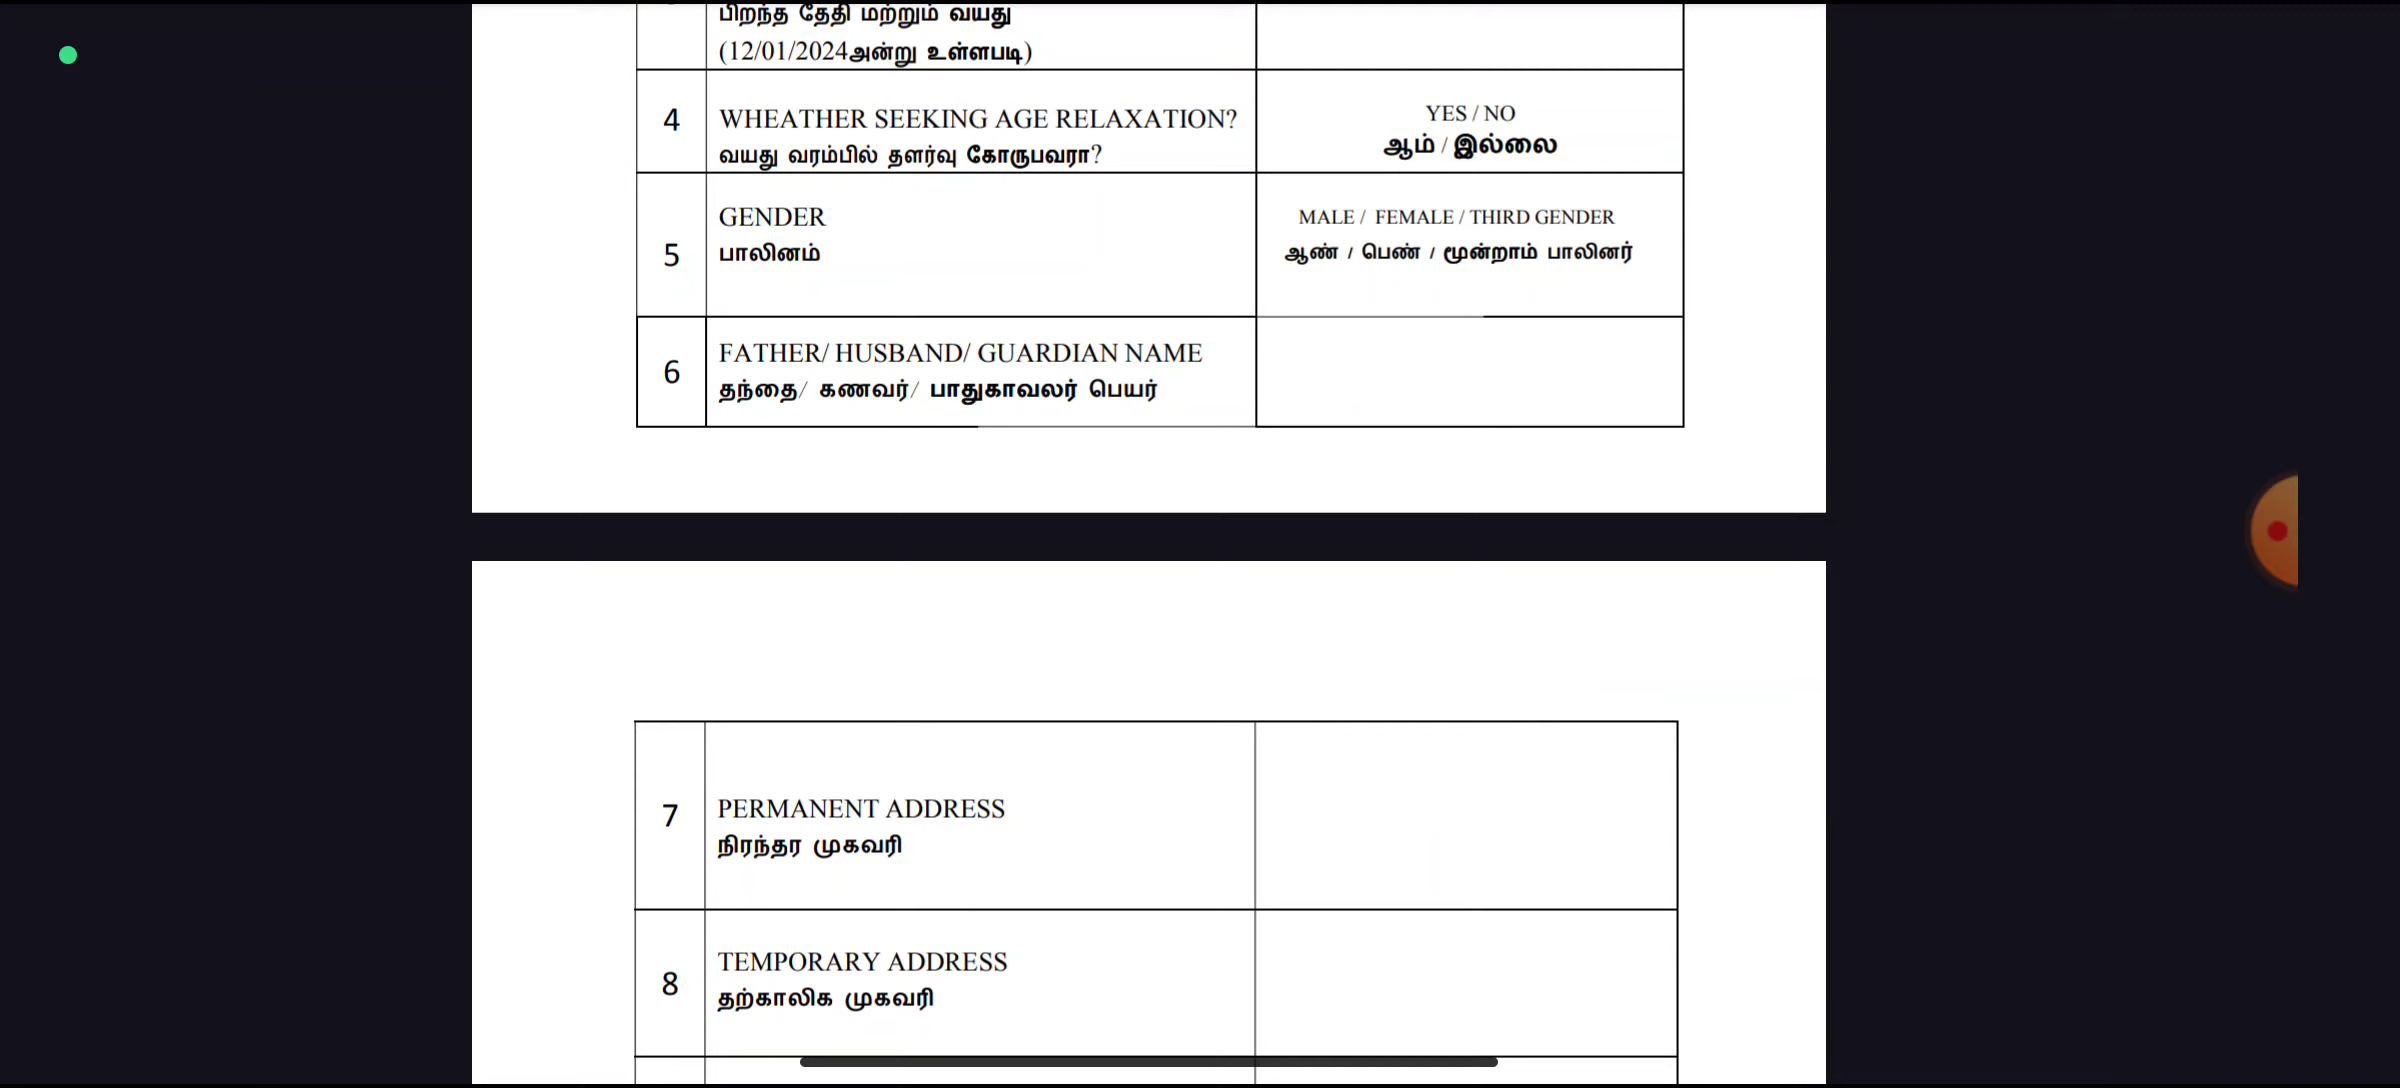 பிறந்த தேதி மற்றும் வயது
(12/01/2024அன்று உள்ளபடி)
4
WHEATHER SEEKING AGE RELAXATION?
வயது வரம்பில் தளர்வு கோருபவரா?
YES / NO
ஆம் / இல்லை
5
GENDER
பாலினம்
MALE / FEMALE / THIRD GENDER
ஆண் / பெண் / மூன்றாம் பாலினர்
6
FATHER/ HUSBAND/ GUARDIAN NAME
தந்தை/ கணவர்/ பாதுகாவலர் பெயர்
7
PERMANENT ADDRESS
நிரந்தர முகவரி
8
TEMPORARY ADDRESS
தற்காலிக முகவரி